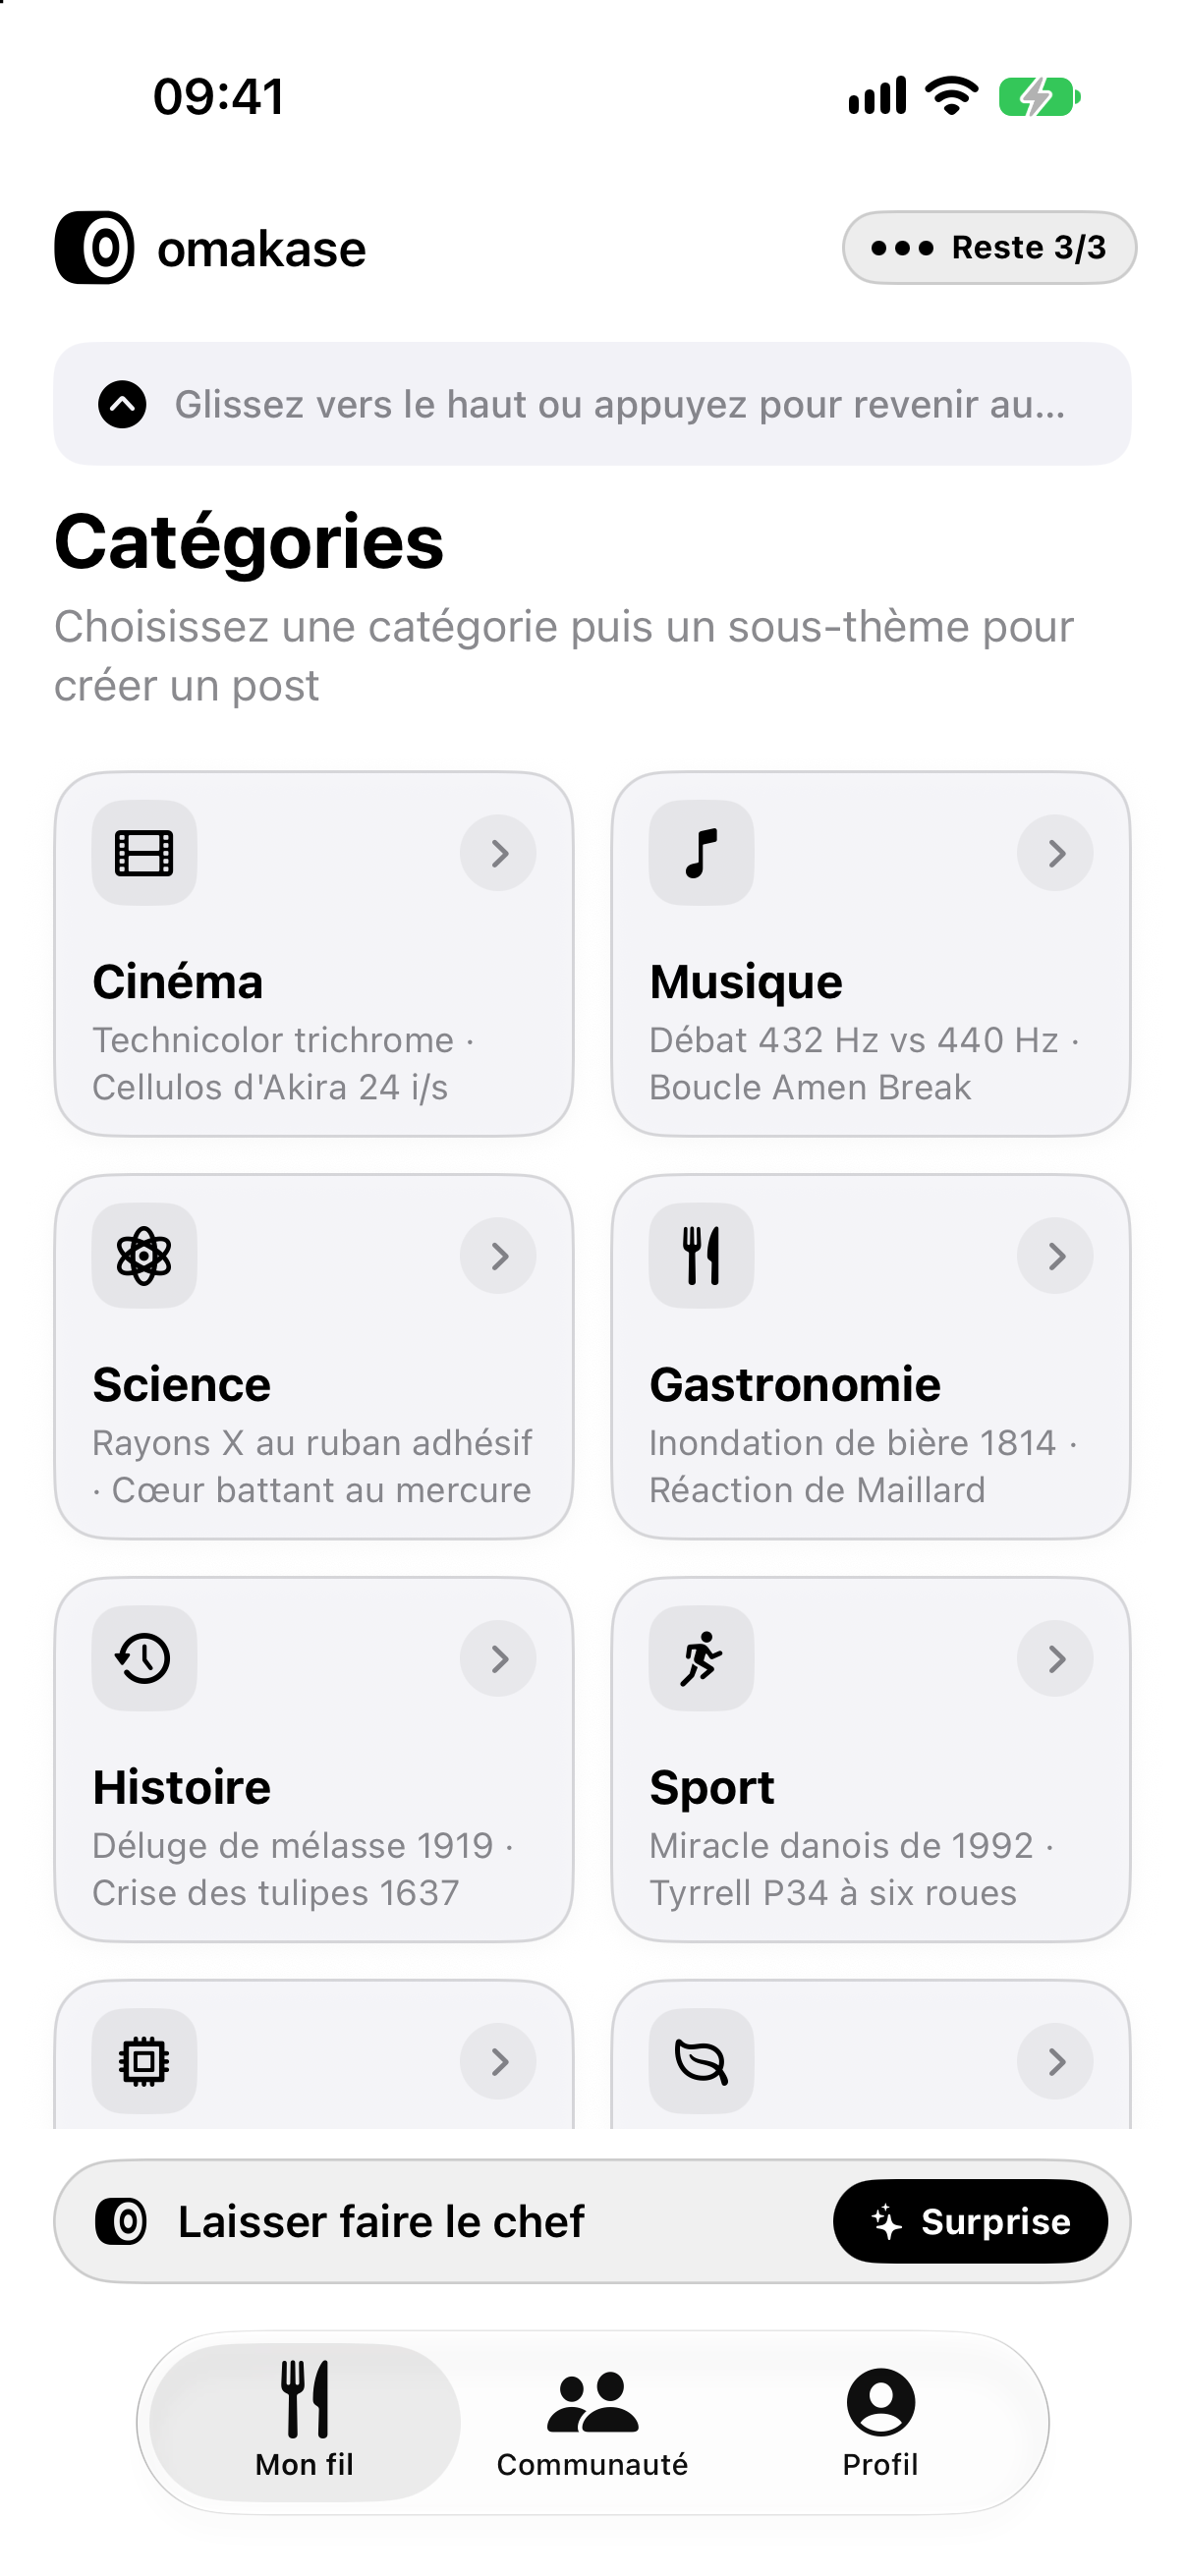 09:41
omakase
Reste 3/3
Glissez vers le haut ou appuyez pour revenir au...
Catégories
Choisissez une catégorie puis un sous-thème pour
créer un post
Cinéma
Technicolor trichrome ·
Cellulos d'Akira 24 i/s
Musique
Débat 432 Hz vs 440 Hz ·
Boucle Amen Break
Science
Rayons X au ruban adhésif
· Cœur battant au mercure
Gastronomie
Inondation de bière 1814 ·
Réaction de Maillard
Histoire
Déluge de mélasse 1919 ·
Crise des tulipes 1637
Sport
Miracle danois de 1992 ·
Tyrrell P34 à six roues
Laisser faire le chef
Surprise
Mon fil
Communauté
Profil